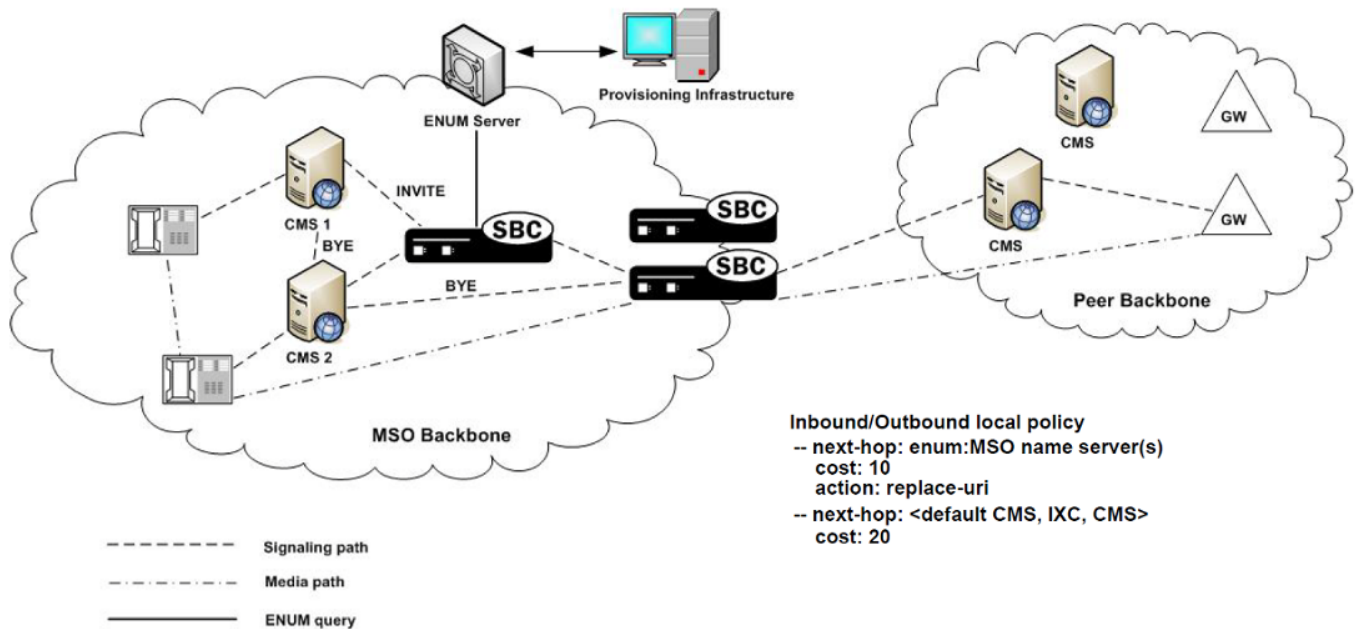 Provisioning Infrastructure
ENUM Server
CMS
GW
INVITE
CMS 1
SBC
SBC
CMS
GW
BYE
SBC
BYE
CMS 2
Peer Backbone
MSO Backbone
Inbound/Outbound local policy
-- next-hop: enum:MSO name server(s)
cost: 10
action: replace-uri
-- next-hop: <default CMS, IXC, CMS>
cost: 20
Signaling path
Media path
ENUM query